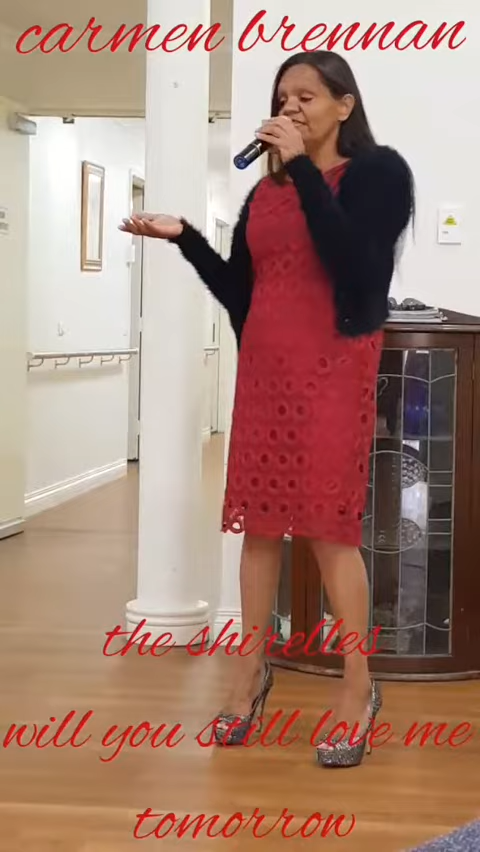 carmen brennan
the shirelles
will you still love me
tomorrow